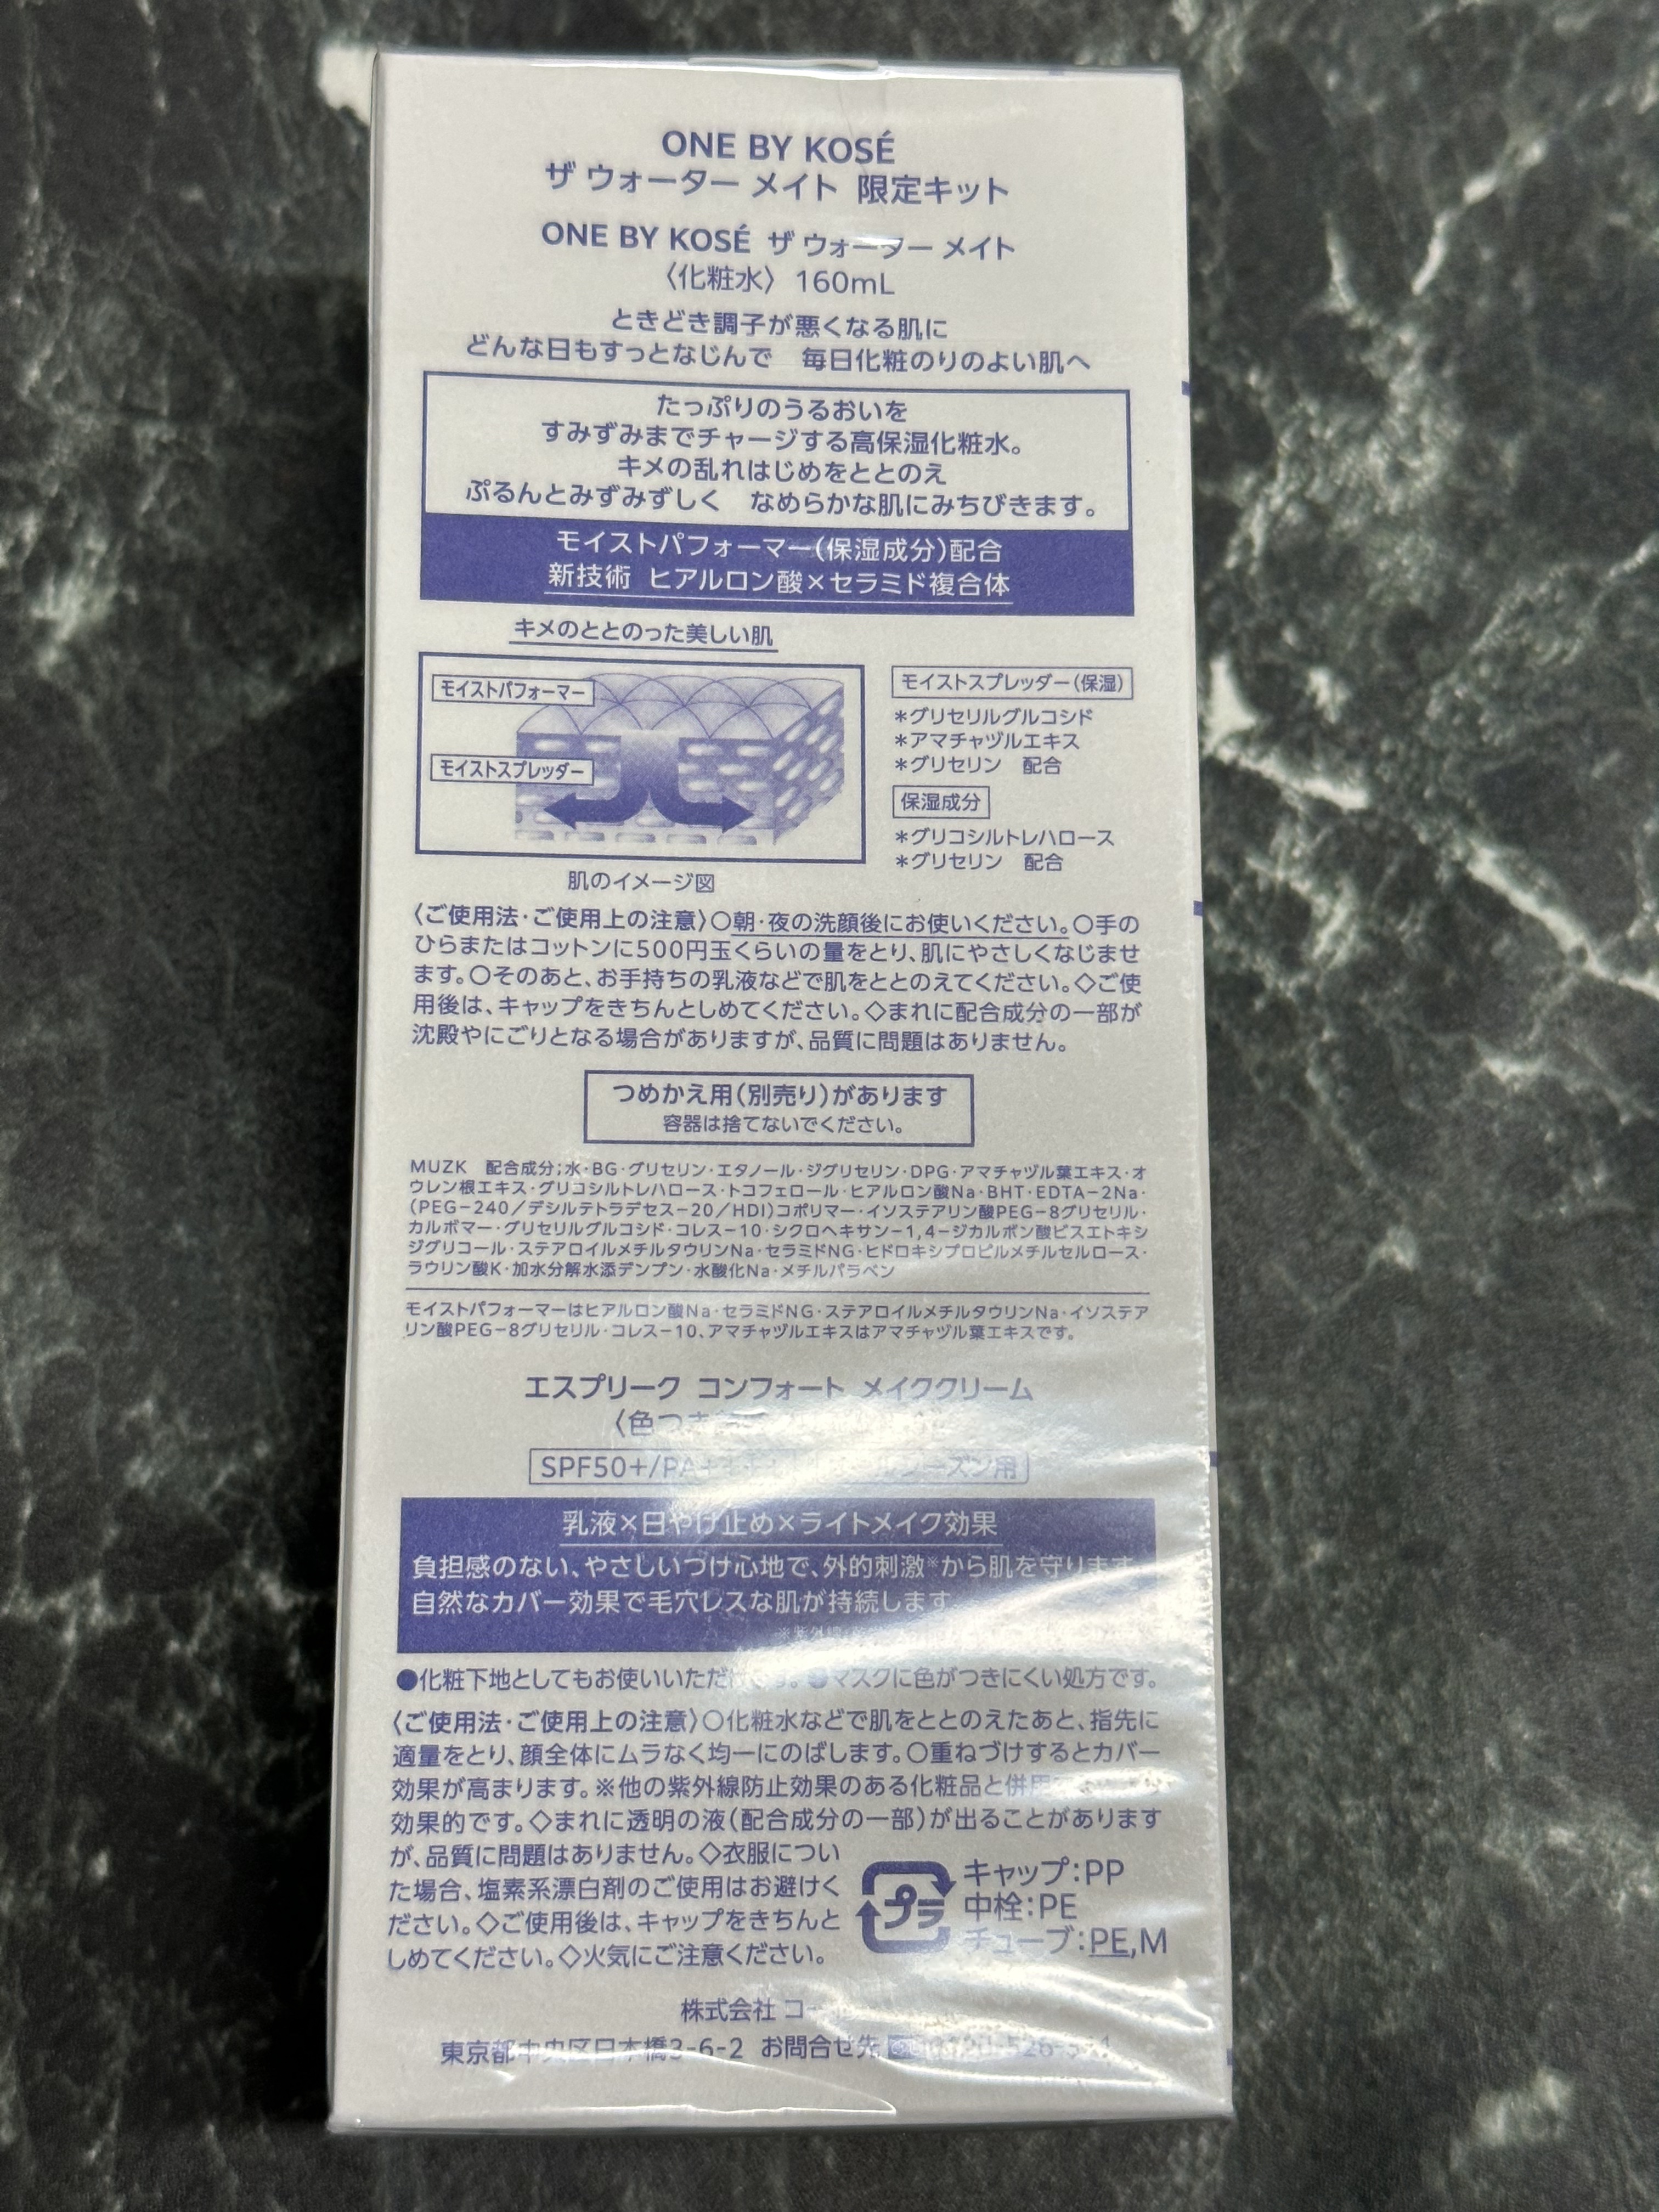 ONE BY KOSÉ
ザ ウォーター メイト 限定キット
ONE BY KOSÉ ザ ウォーター メイト
〈化粧水〉 160mL
ときどき調子が悪くなる肌に
どんな日もすっとなじんで 毎日化粧のりのよい肌へ
たっぷりのうるおいを
すみずみまでチャージする高保湿化粧水。
キメの乱れはじめをととのえ
ぷるんとみずみずしく なめらかな肌にみちびきます。
モイストパフォーマー(保湿成分)配合
新技術 ヒアルロン酸×セラミド複合体
キメのととのった美しい肌
モイストパフォーマー
モイストスプレッダー
肌のイメージ図
モイストスプレッダー(保湿)
*グリセリルグルコシド
*アマチャヅルエキス
*グリセリン 配合
保湿成分
*グリコシルトレハロース
*グリセリン 配合
〈ご使用法・ご使用上の注意〉○朝・夜の洗顔後にお使いください。○手の
ひらまたはコットンに500円玉くらいの量をとり、肌にやさしくなじませ
ます。○そのあと、お手持ちの乳液などで肌をととのえてください。◇ご使
用後は、キャップをきちんとしめてください。◇まれに配合成分の一部が
沈殿やにごりとなる場合がありますが、品質に問題はありません。
つめかえ用(別売り)があります
容器は捨てないでください。
MUZK 配合成分;水・BG・グリセリン・エタノール・ジグリセリン・DPG・アマチャヅル葉エキス・オ
ウレン根エキス・グリコシルトレハロース・トコフェロール・ヒアルロン酸Na・BHT・EDTA-2Na・
(PEG-240/デシルテトラデセス-20/HDI)コポリマー・イソステアリン酸PEG-8グリセリル・
カルボマー・グリセリルグルコシド・コレス-10・シクロヘキサン-1,4-ジカルボン酸ビスエトキシ
ジグリコール・ステアロイルメチルタウリンNa・セラミドNG・ヒドロキシプロピルメチルセルロース・
ラウリン酸K・加水分解水添デンプン・水酸化Na・メチルパラベン
モイストパフォーマーはヒアルロン酸Na・セラミドNG・ステアロイルメチルタウリンNa・イソステア
リン酸PEG-8グリセリル・コレス-10、アマチャヅルエキスはアマチャヅル葉エキスです。
エスプリーク コンフォート メイククリーム
〈色つき
SPF50+/PA+++ ルシーズン用
乳液×日やけ止め×ライトメイク効果
負担感のない、やさしいつけ心地で、外的刺激※から肌を守ります
自然なカバー効果で毛穴レスな肌が持続します
※紫外線
●化粧下地としてもお使いいただけます。●マスクに色がつきにくい処方です。
〈ご使用法・ご使用上の注意〉○化粧水などで肌をととのえたあと、指先に
適量をとり、顔全体にムラなく均一にのばします。○重ねづけするとカバー
効果が高まります。※他の紫外線防止効果のある化粧品と併用
効果的です。◇まれに透明の液(配合成分の一部)が出ることがあります
が、品質に問題はありません。◇衣服につい
た場合、塩素系漂白剤のご使用はお避けく
ださい。◇ご使用後は、キャップをきちんと
しめてください。◇火気にご注意ください。
プラ
キャップ:PP
中栓:PE
チューブ:PE,M
株式会社 コー
東京都中央区日本橋3-6-2 お問合せ先